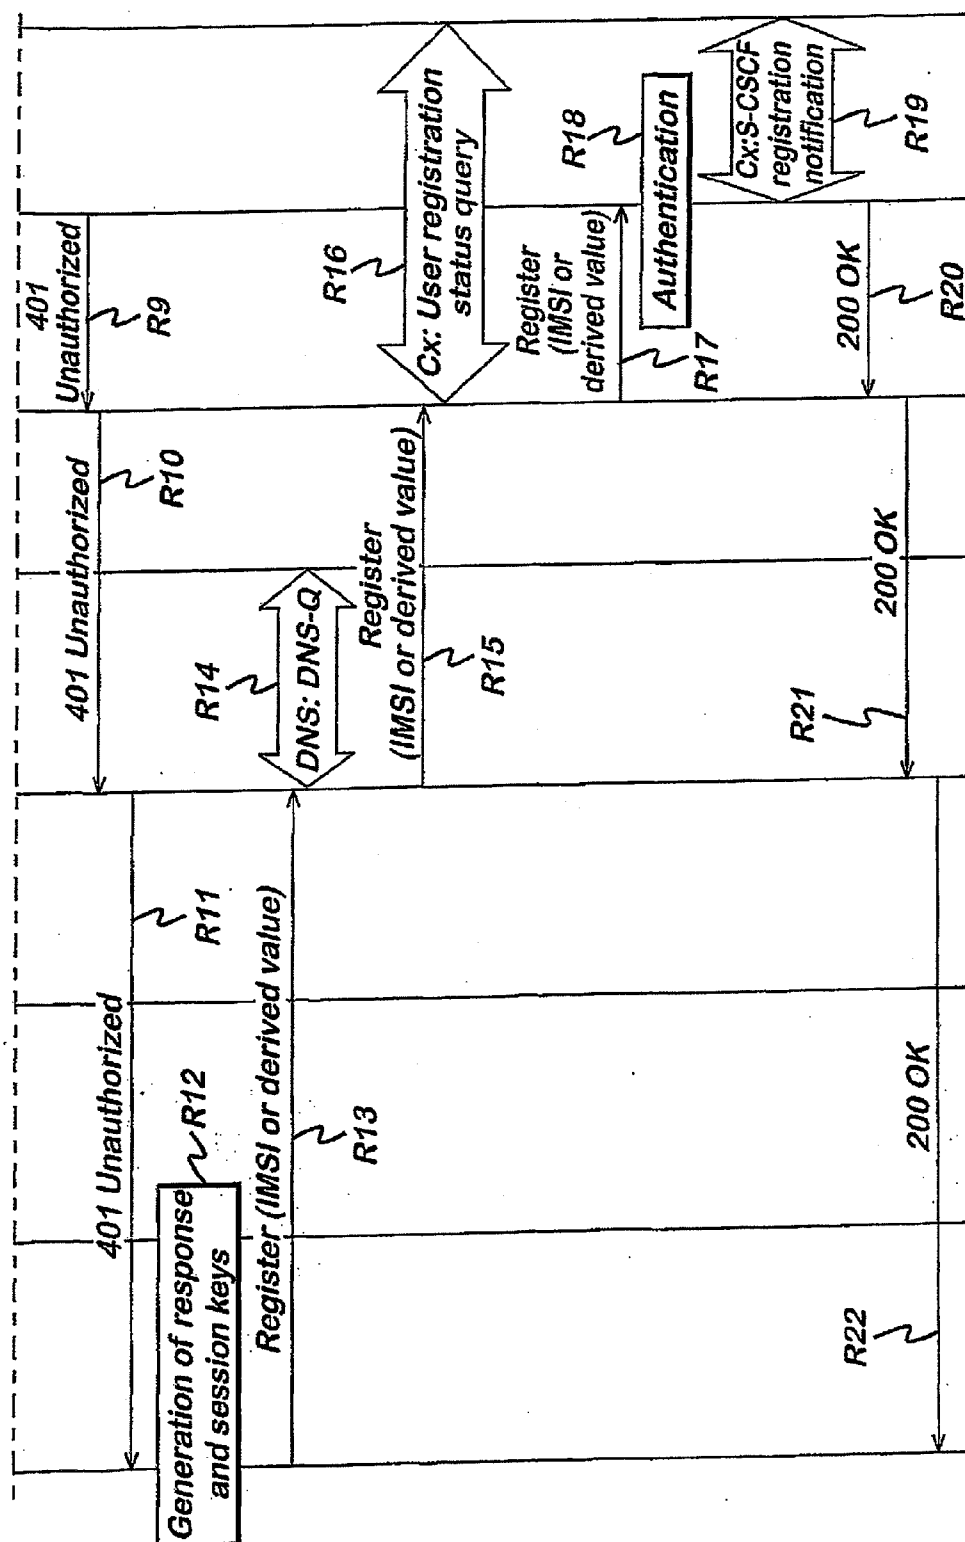 401
Unauthorized
R9
401 Unauthorized
R10
401 Unauthorized
R11
Generation of response
and session keys
R12
Register (IMSI or derived value)
R13
DNS: DNS-Q
R14
Register
(IMSI or derived value)
R15
Cx: User registration
status query
R16
Register
(IMSI or
derived value)
R17
Authentication
R18
Cx:S-CSCF
registration
notification
R19
200 OK
R20
200 OK
R21
200 OK
R22